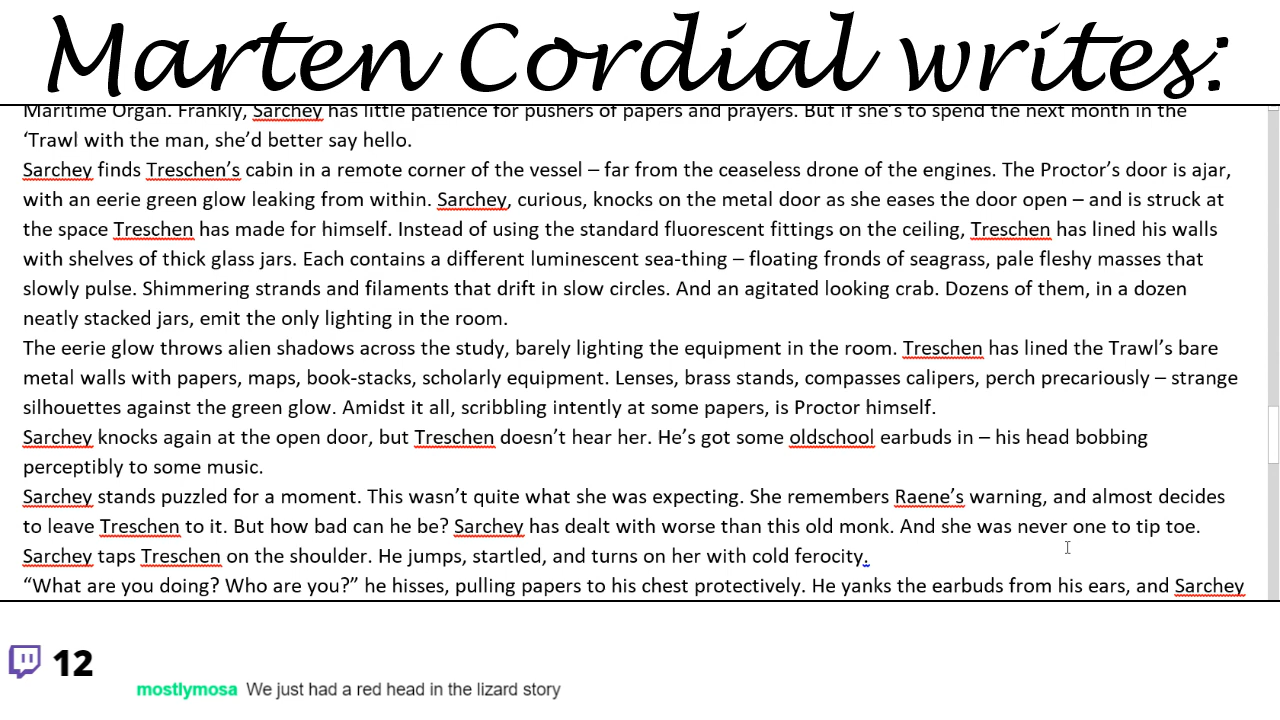 Marten Cordial writes:
Maritime Organ. Frankly, Sarchey has little patience for pushers of papers and prayers. But if she's to spend the next month in the
‘Trawl with the man, she’d better say hello.
Sarchey finds Treschen’s cabin in a remote corner of the vessel – far from the ceaseless drone of the engines. The Proctor’s door is ajar,
with an eerie green glow leaking from within. Sarchey, curious, knocks on the metal door as she eases the door open – and is struck at
the space Treschen has made for himself. Instead of using the standard fluorescent fittings on the ceiling, Treschen has lined his walls
with shelves of thick glass jars. Each contains a different luminescent sea-thing – floating fronds of seagrass, pale fleshy masses that
slowly pulse. Shimmering strands and filaments that drift in slow circles. And an agitated looking crab. Dozens of them, in a dozen
neatly stacked jars, emit the only lighting in the room.
The eerie glow throws alien shadows across the study, barely lighting the equipment in the room. Treschen has lined the Trawl’s bare
metal walls with papers, maps, book-stacks, scholarly equipment. Lenses, brass stands, compasses calipers, perch precariously – strange
silhouettes against the green glow. Amidst it all, scribbling intently at some papers, is Proctor himself.
Sarchey knocks again at the open door, but Treschen doesn’t hear her. He’s got some oldschool earbuds in – his head bobbing
perceptibly to some music.
Sarchey stands puzzled for a moment. This wasn’t quite what she was expecting. She remembers Raene’s warning, and almost decides
to leave Treschen to it. But how bad can he be? Sarchey has dealt with worse than this old monk. And she was never one to tip toe.
Sarchey taps Treschen on the shoulder. He jumps, startled, and turns on her with cold ferocity.
“What are you doing? Who are you?” he hisses, pulling papers to his chest protectively. He yanks the earbuds from his ears, and Sarchey
12
mostlymosa We just had a red head in the lizard story